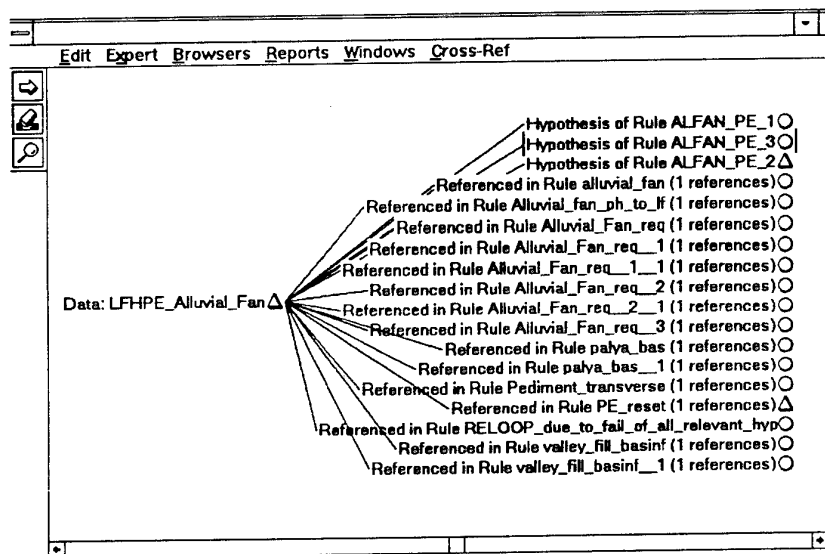 Edit Expert Browsers Reports Windows Cross-Ref
Hypothesis of Rule ALFAN_PE_1
Hypothesis of Rule ALFAN_PE_3
Hypothesis of Rule ALFAN_PE_2
Referenced in Rule alluvial_fan (1 references)
Referenced in Rule Alluvial_fan_ph_to_lf (1 references)
Referenced in Rule Alluvial_Fan_req (1 references)
Referenced in Rule Alluvial_Fan_req__1 (1 references)
Referenced in Rule Alluvial_Fan_req__1__1 (1 references)
Referenced in Rule Alluvial_Fan_req__2 (1 references)
Data: LFHPE_Alluvial_Fan
Referenced in Rule Alluvial_Fan_req__2__1 (1 references)
Referenced in Rule Alluvial_Fan_req__3 (1 references)
Referenced in Rule palya_bas (1 references)
Referenced in Rule palya_bas__1 (1 references)
Referenced in Rule Pediment_transverse (1 references)
Referenced in Rule PE_reset (1 references)
Referenced in Rule RELOOP_due_to_fail_of_all_relevant_hyp
Referenced in Rule valley_fill_basinf (1 references)
Referenced in Rule valley_fill_basinf__1 (1 references)